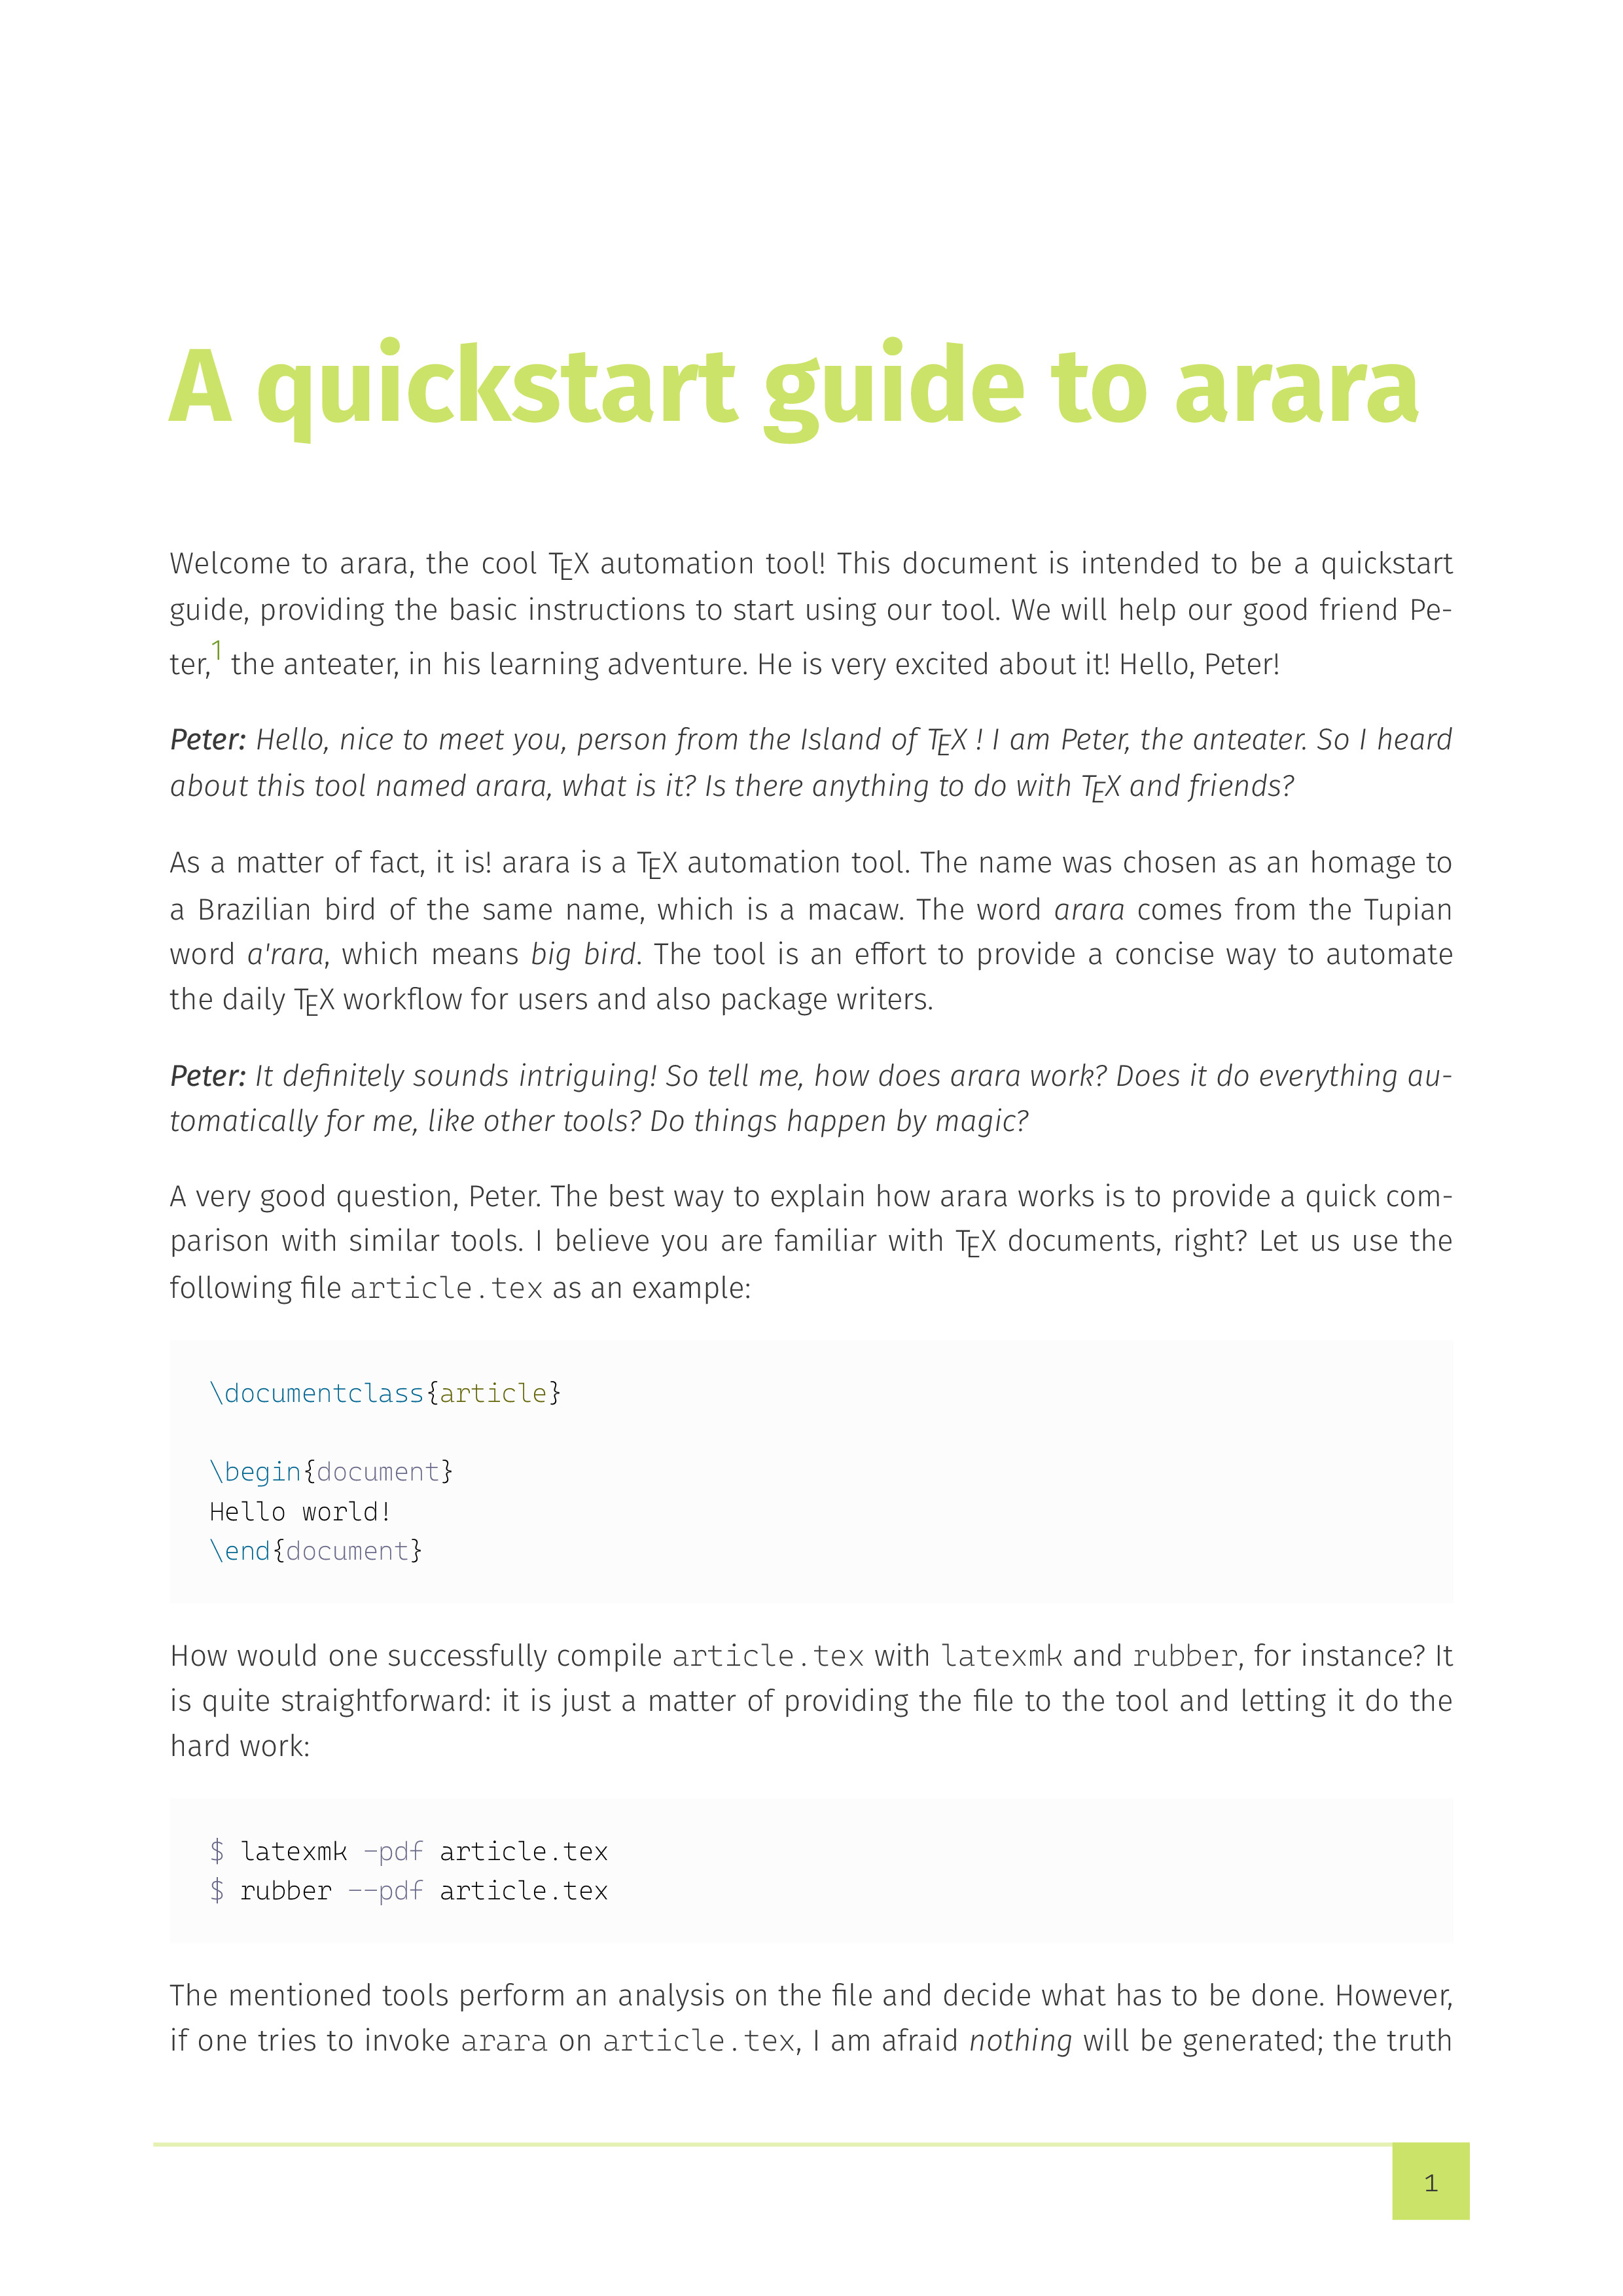 A quickstart guide to arara
Welcome to arara, the cool TEX automation tool! This document is intended to be a quickstart
guide, providing the basic instructions to start using our tool. We will help our good friend Pe-
ter,1 the anteater, in his learning adventure. He is very excited about it! Hello, Peter!
Peter: Hello, nice to meet you, person from the Island of TEX ! I am Peter, the anteater. So I heard
about this tool named arara, what is it? Is there anything to do with TEX and friends?
As a matter of fact, it is! arara is a TEX automation tool. The name was chosen as an homage to
a Brazilian bird of the same name, which is a macaw. The word arara comes from the Tupian
word a'rara, which means big bird. The tool is an effort to provide a concise way to automate
the daily TEX workflow for users and also package writers.
Peter: It definitely sounds intriguing! So tell me, how does arara work? Does it do everything au-
tomatically for me, like other tools? Do things happen by magic?
A very good question, Peter. The best way to explain how arara works is to provide a quick com-
parison with similar tools. I believe you are familiar with TEX documents, right? Let us use the
following file article.tex as an example:
\documentclass{article}
\begin{document}
Hello world!
\end{document}
How would one successfully compile article.tex with latexmk and rubber, for instance? It
is quite straightforward: it is just a matter of providing the file to the tool and letting it do the
hard work:
$ latexmk -pdf article.tex
$ rubber --pdf article.tex
The mentioned tools perform an analysis on the file and decide what has to be done. However,
if one tries to invoke arara on article.tex, I am afraid nothing will be generated; the truth
1